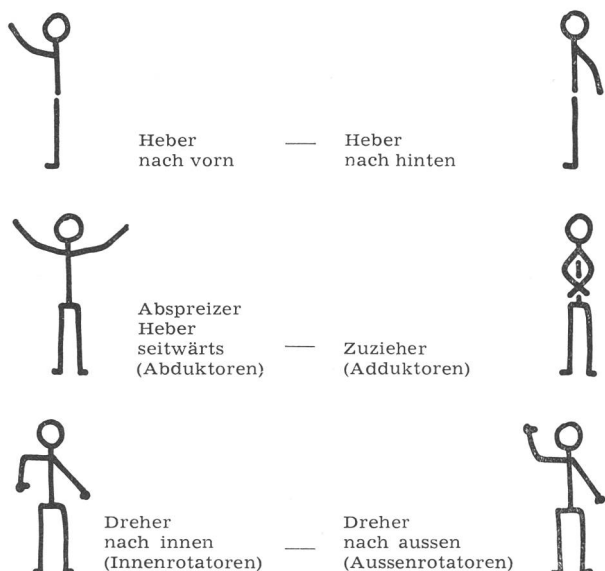 Heber — Heber
nach vorn nach hinten
Abspreizer
Heber
seitwärts — Zuzieher
(Abduktoren) (Adduktoren)
Dreher Dreher
nach innen — nach aussen
(Innenrotatoren) (Aussenrotatoren)